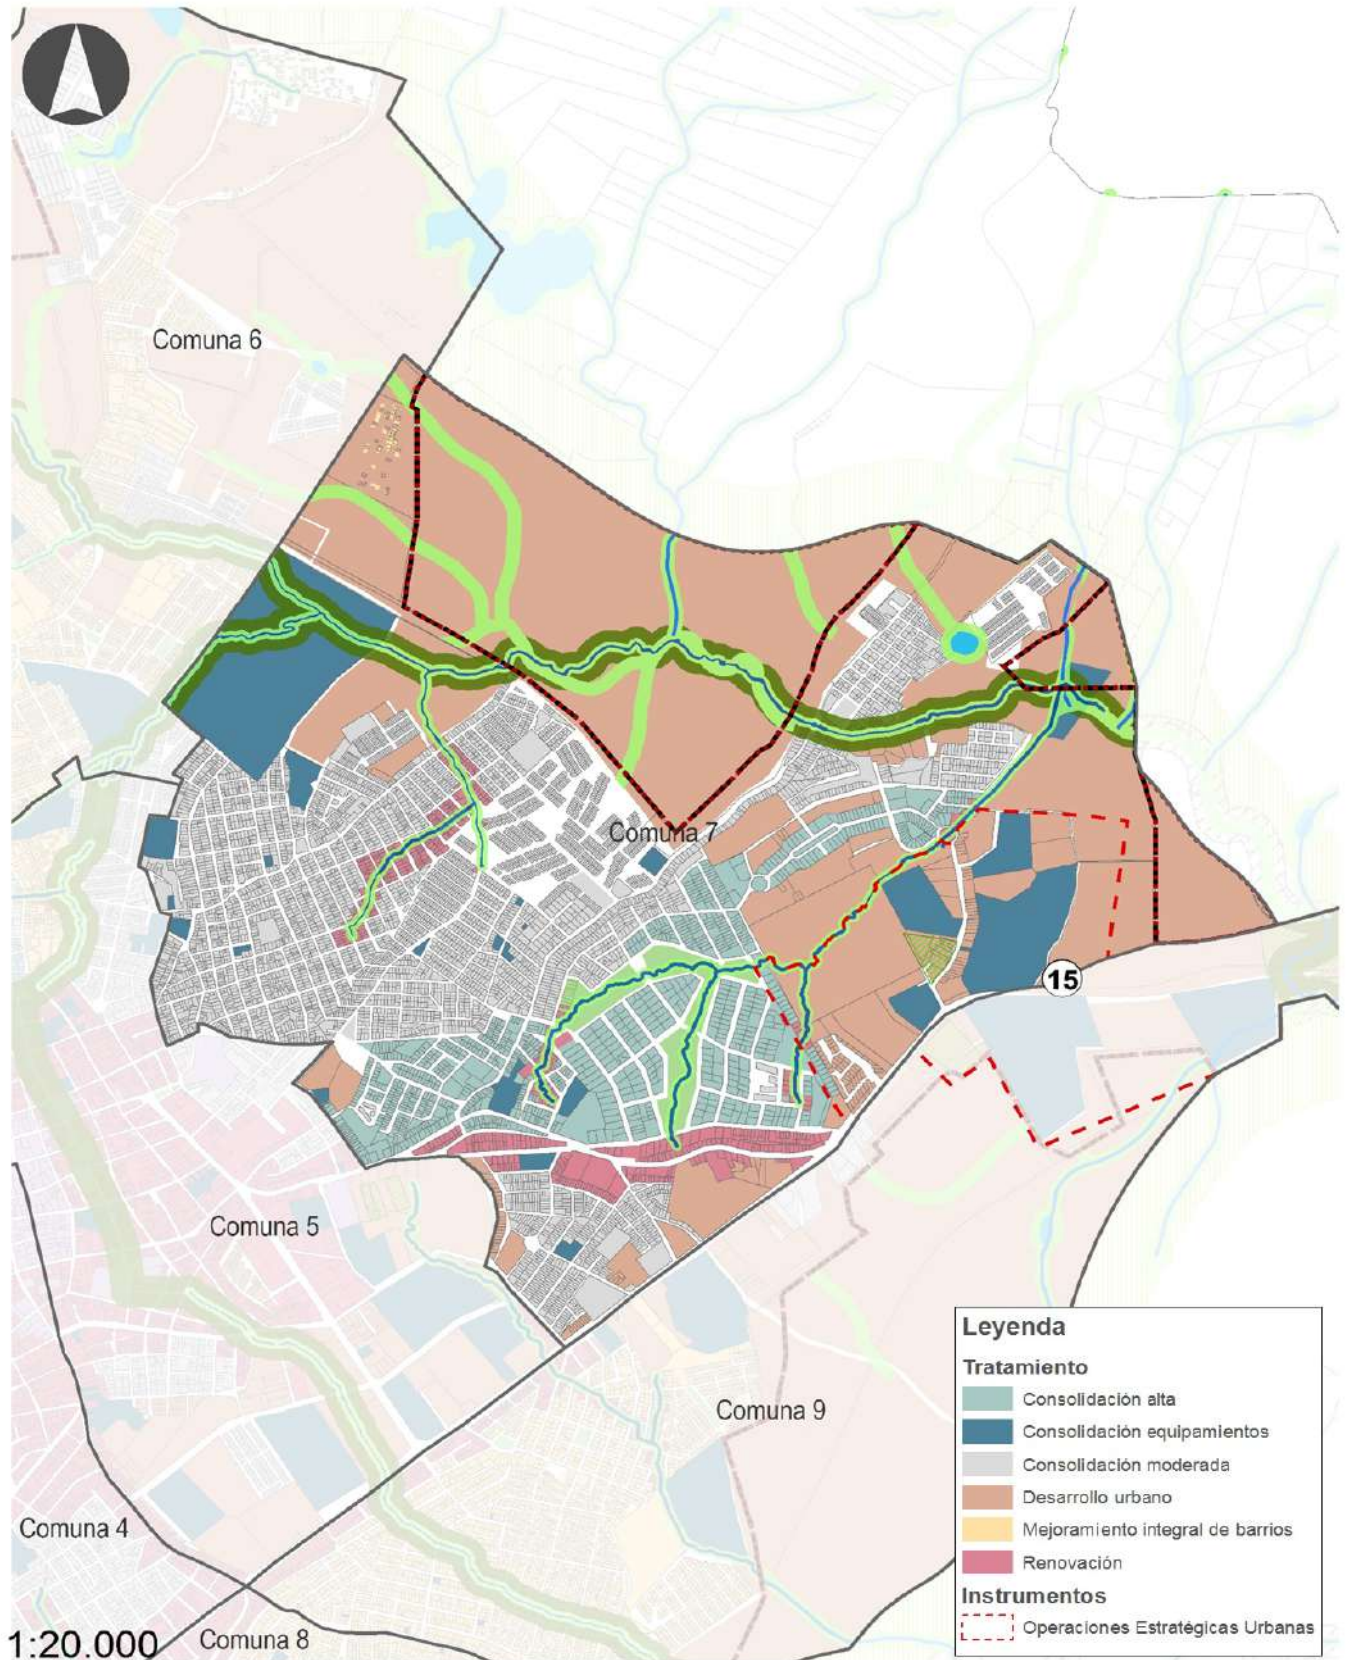 Comuna 6
Comuna 7
15
Comuna 5
Comuna 9
Comuna 4
Comuna 8
1:20.000
Leyenda
Tratamiento
Consolidación alta
Consolidación equipamientos
Consolidación moderada
Desarrollo urbano
Mejoramiento integral de barrios
Renovación
Instrumentos
Operaciones Estratégicas Urbanas